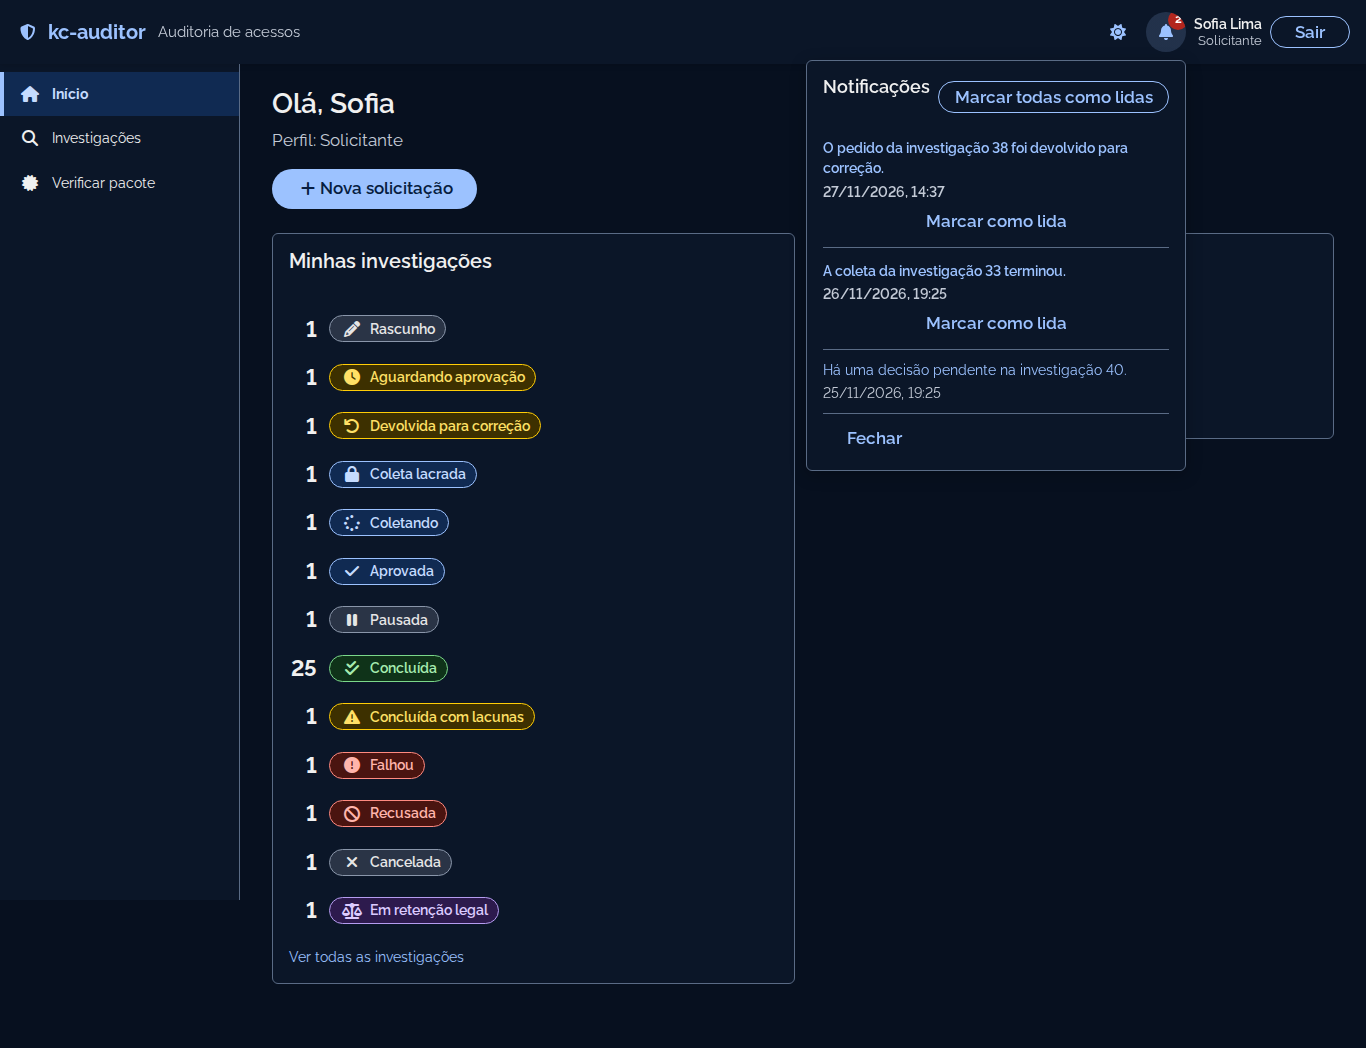 kc-auditor Auditoria de acessos
2
Sofia Lima
Solicitante
Sair
Início
Investigações
Verificar pacote
Olá, Sofia
Perfil: Solicitante
Nova solicitação
Minhas investigações
1 Rascunho
1 Aguardando aprovação
1 Devolvida para correção
1 Coleta lacrada
1 Coletando
1 Aprovada
1 Pausada
25 Concluída
1 Concluída com lacunas
1 Falhou
1 Recusada
1 Cancelada
1 Em retenção legal
Ver todas as investigações
Notificações
Marcar todas como lidas
O pedido da investigação 38 foi devolvido para
correção.
27/11/2026, 14:37
Marcar como lida
A coleta da investigação 33 terminou.
26/11/2026, 19:25
Marcar como lida
Há uma decisão pendente na investigação 40.
25/11/2026, 19:25
Fechar